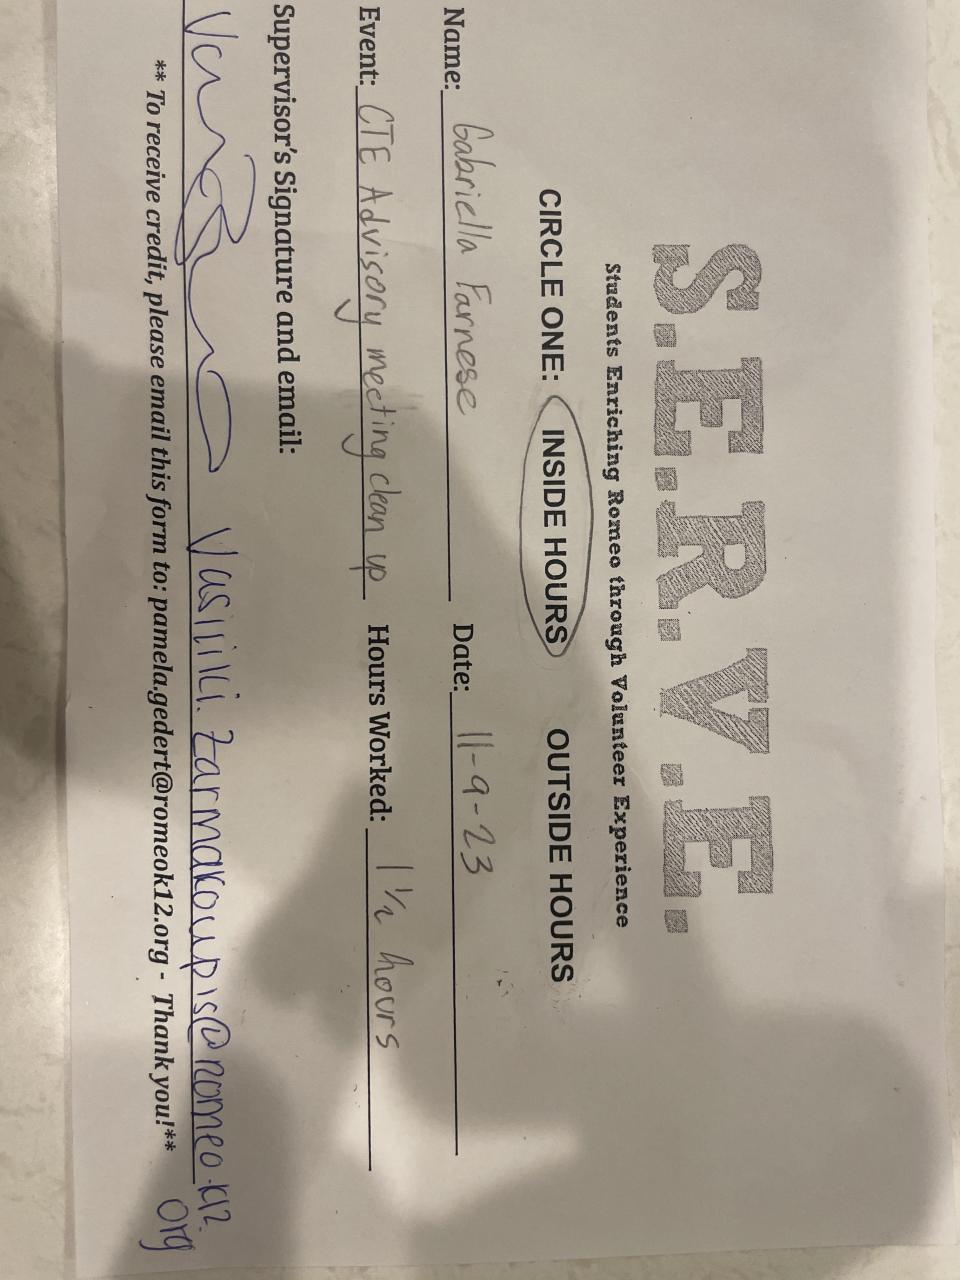 S.E.R.V.E.
Students Enriching Romeo through Volunteer Experience
CIRCLE ONE: INSIDE HOURS OUTSIDE HOURS
Name: Gabriella Farnese Date: 11-9-23
Event: CTE Advisory meeting clean up Hours Worked: 1 1/2 hours
Supervisor's Signature and email:
Vasiliki.zarmakoupis@romeo.k12.
org
** To receive credit, please email this form to: pamela.gedert@romeok12.org - Thank you!**